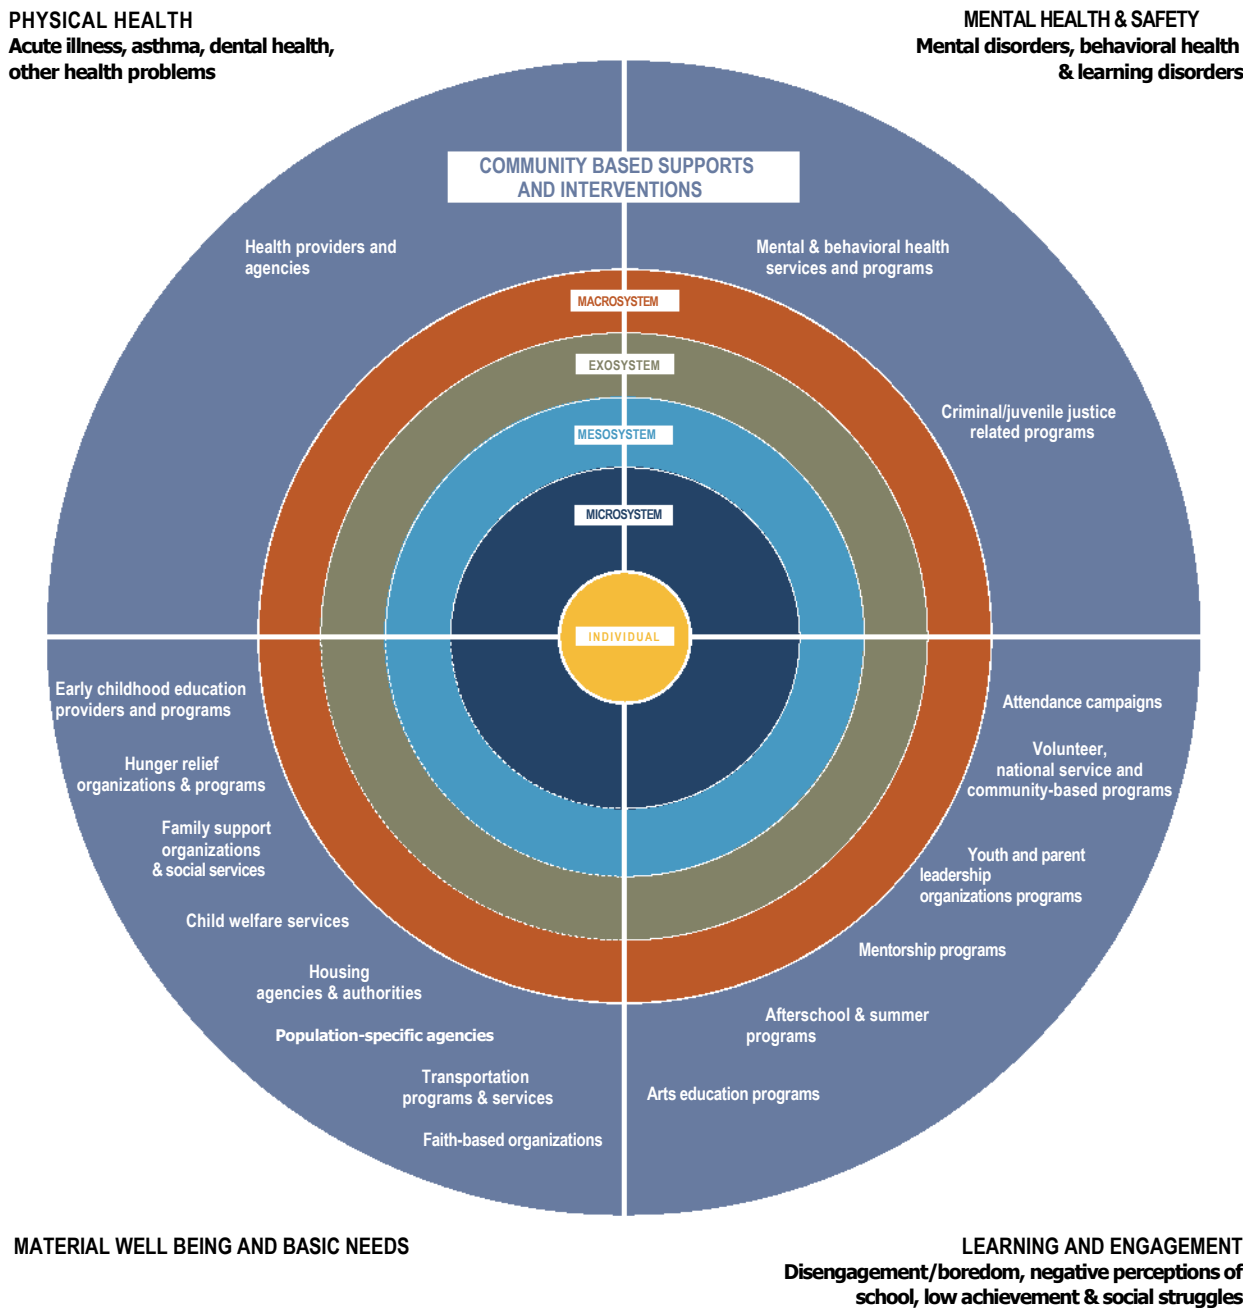 PHYSICAL HEALTH
Acute illness, asthma, dental health,
other health problems
MENTAL HEALTH & SAFETY
Mental disorders, behavioral health
& learning disorders
COMMUNITY BASED SUPPORTS
AND INTERVENTIONS
Health providers and
agencies
Mental & behavioral health
services and programs
MACROSYSTEM
EXOSYSTEM
Criminal/juvenile justice
related programs
MESOSYSTEM
MICROSYSTEM
INDIVIDUAL
Early childhood education
providers and programs
Hunger relief
organizations & programs
Family support
organizations
& social services
Child welfare services
Housing
agencies & authorities
Population-specific agencies
Transportation
programs & services
Faith-based organizations
Attendance campaigns
Volunteer,
national service and
community-based programs
Youth and parent
leadership
organizations programs
Mentorship programs
Afterschool & summer
programs
Arts education programs
MATERIAL WELL BEING AND BASIC NEEDS
LEARNING AND ENGAGEMENT
Disengagement/boredom, negative perceptions of
school, low achievement & social struggles